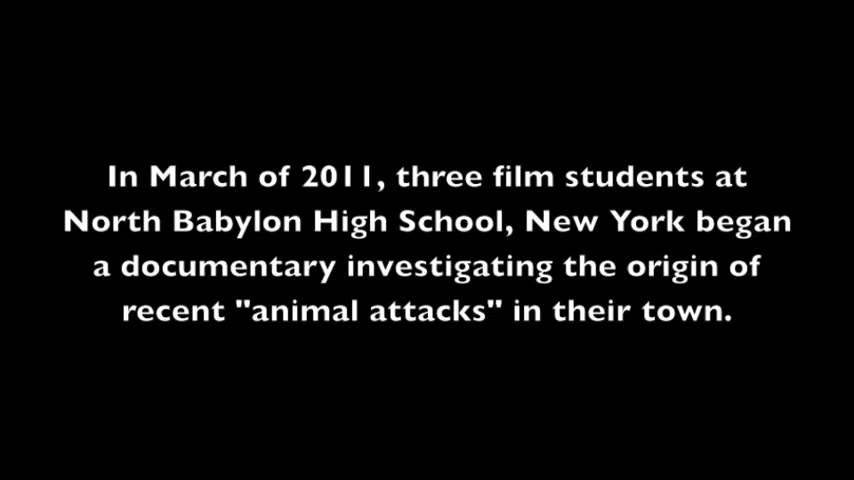 In March of 2011, three film students at
North Babylon High School, New York began
a documentary investigating the origin of
recent "animal attacks" in their town.